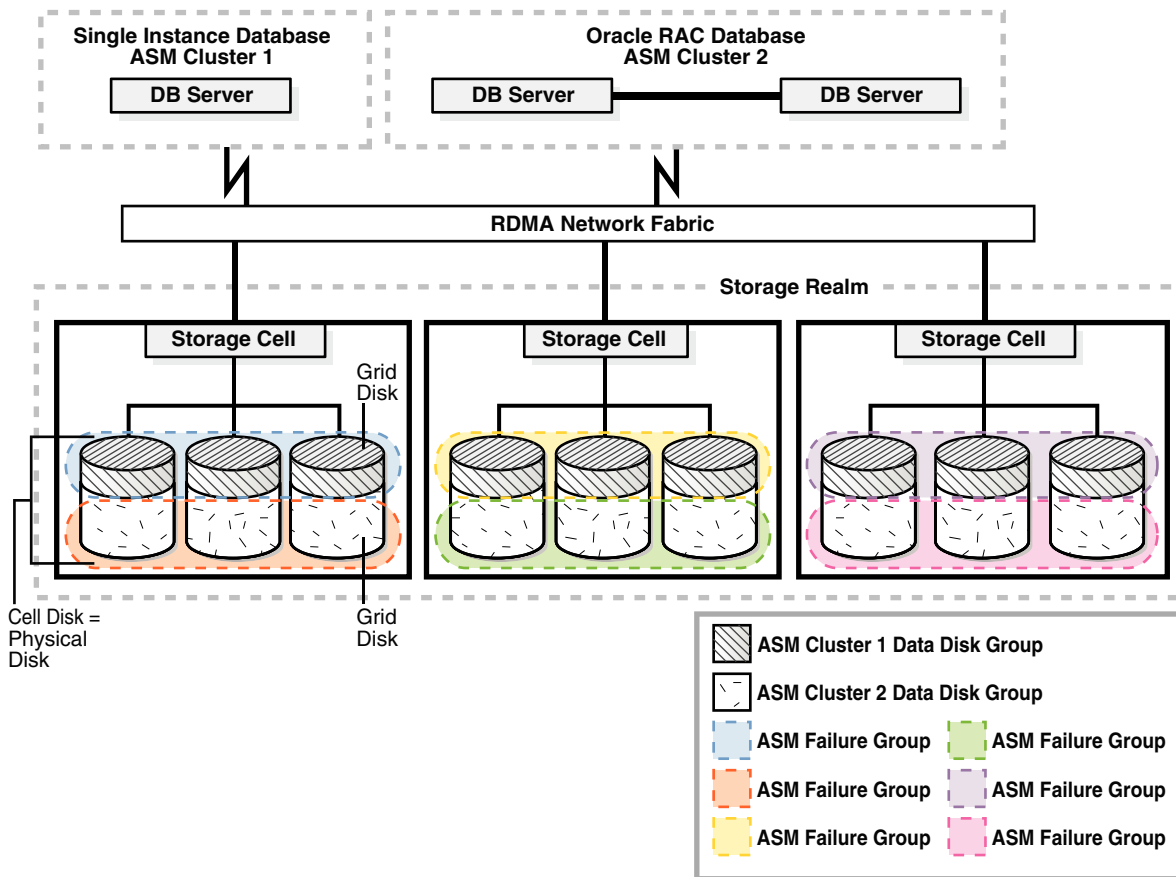 Single Instance Database
ASM Cluster 1
DB Server
Oracle RAC Database
ASM Cluster 2
DB Server
DB Server
RDMA Network Fabric
Storage Realm
Storage Cell
Storage Cell
Storage Cell
Grid
Disk
Cell Disk =
Physical
Disk
Grid
Disk
ASM Cluster 1 Data Disk Group
ASM Cluster 2 Data Disk Group
ASM Failure Group
ASM Failure Group
ASM Failure Group
ASM Failure Group
ASM Failure Group
ASM Failure Group